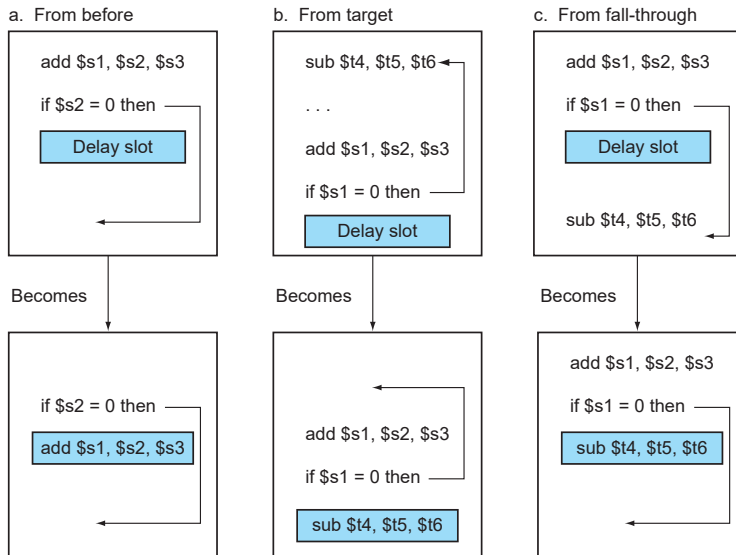 a. From before
add $s1, $s2, $s3
if $s2 = 0 then
Delay slot
Becomes
if $s2 = 0 then
add $s1, $s2, $s3
b. From target
sub $t4, $t5, $t6
. . .
add $s1, $s2, $s3
if $s1 = 0 then
Delay slot
Becomes
add $s1, $s2, $s3
if $s1 = 0 then
sub $t4, $t5, $t6
c. From fall-through
add $s1, $s2, $s3
if $s1 = 0 then
Delay slot
sub $t4, $t5, $t6
Becomes
add $s1, $s2, $s3
if $s1 = 0 then
sub $t4, $t5, $t6